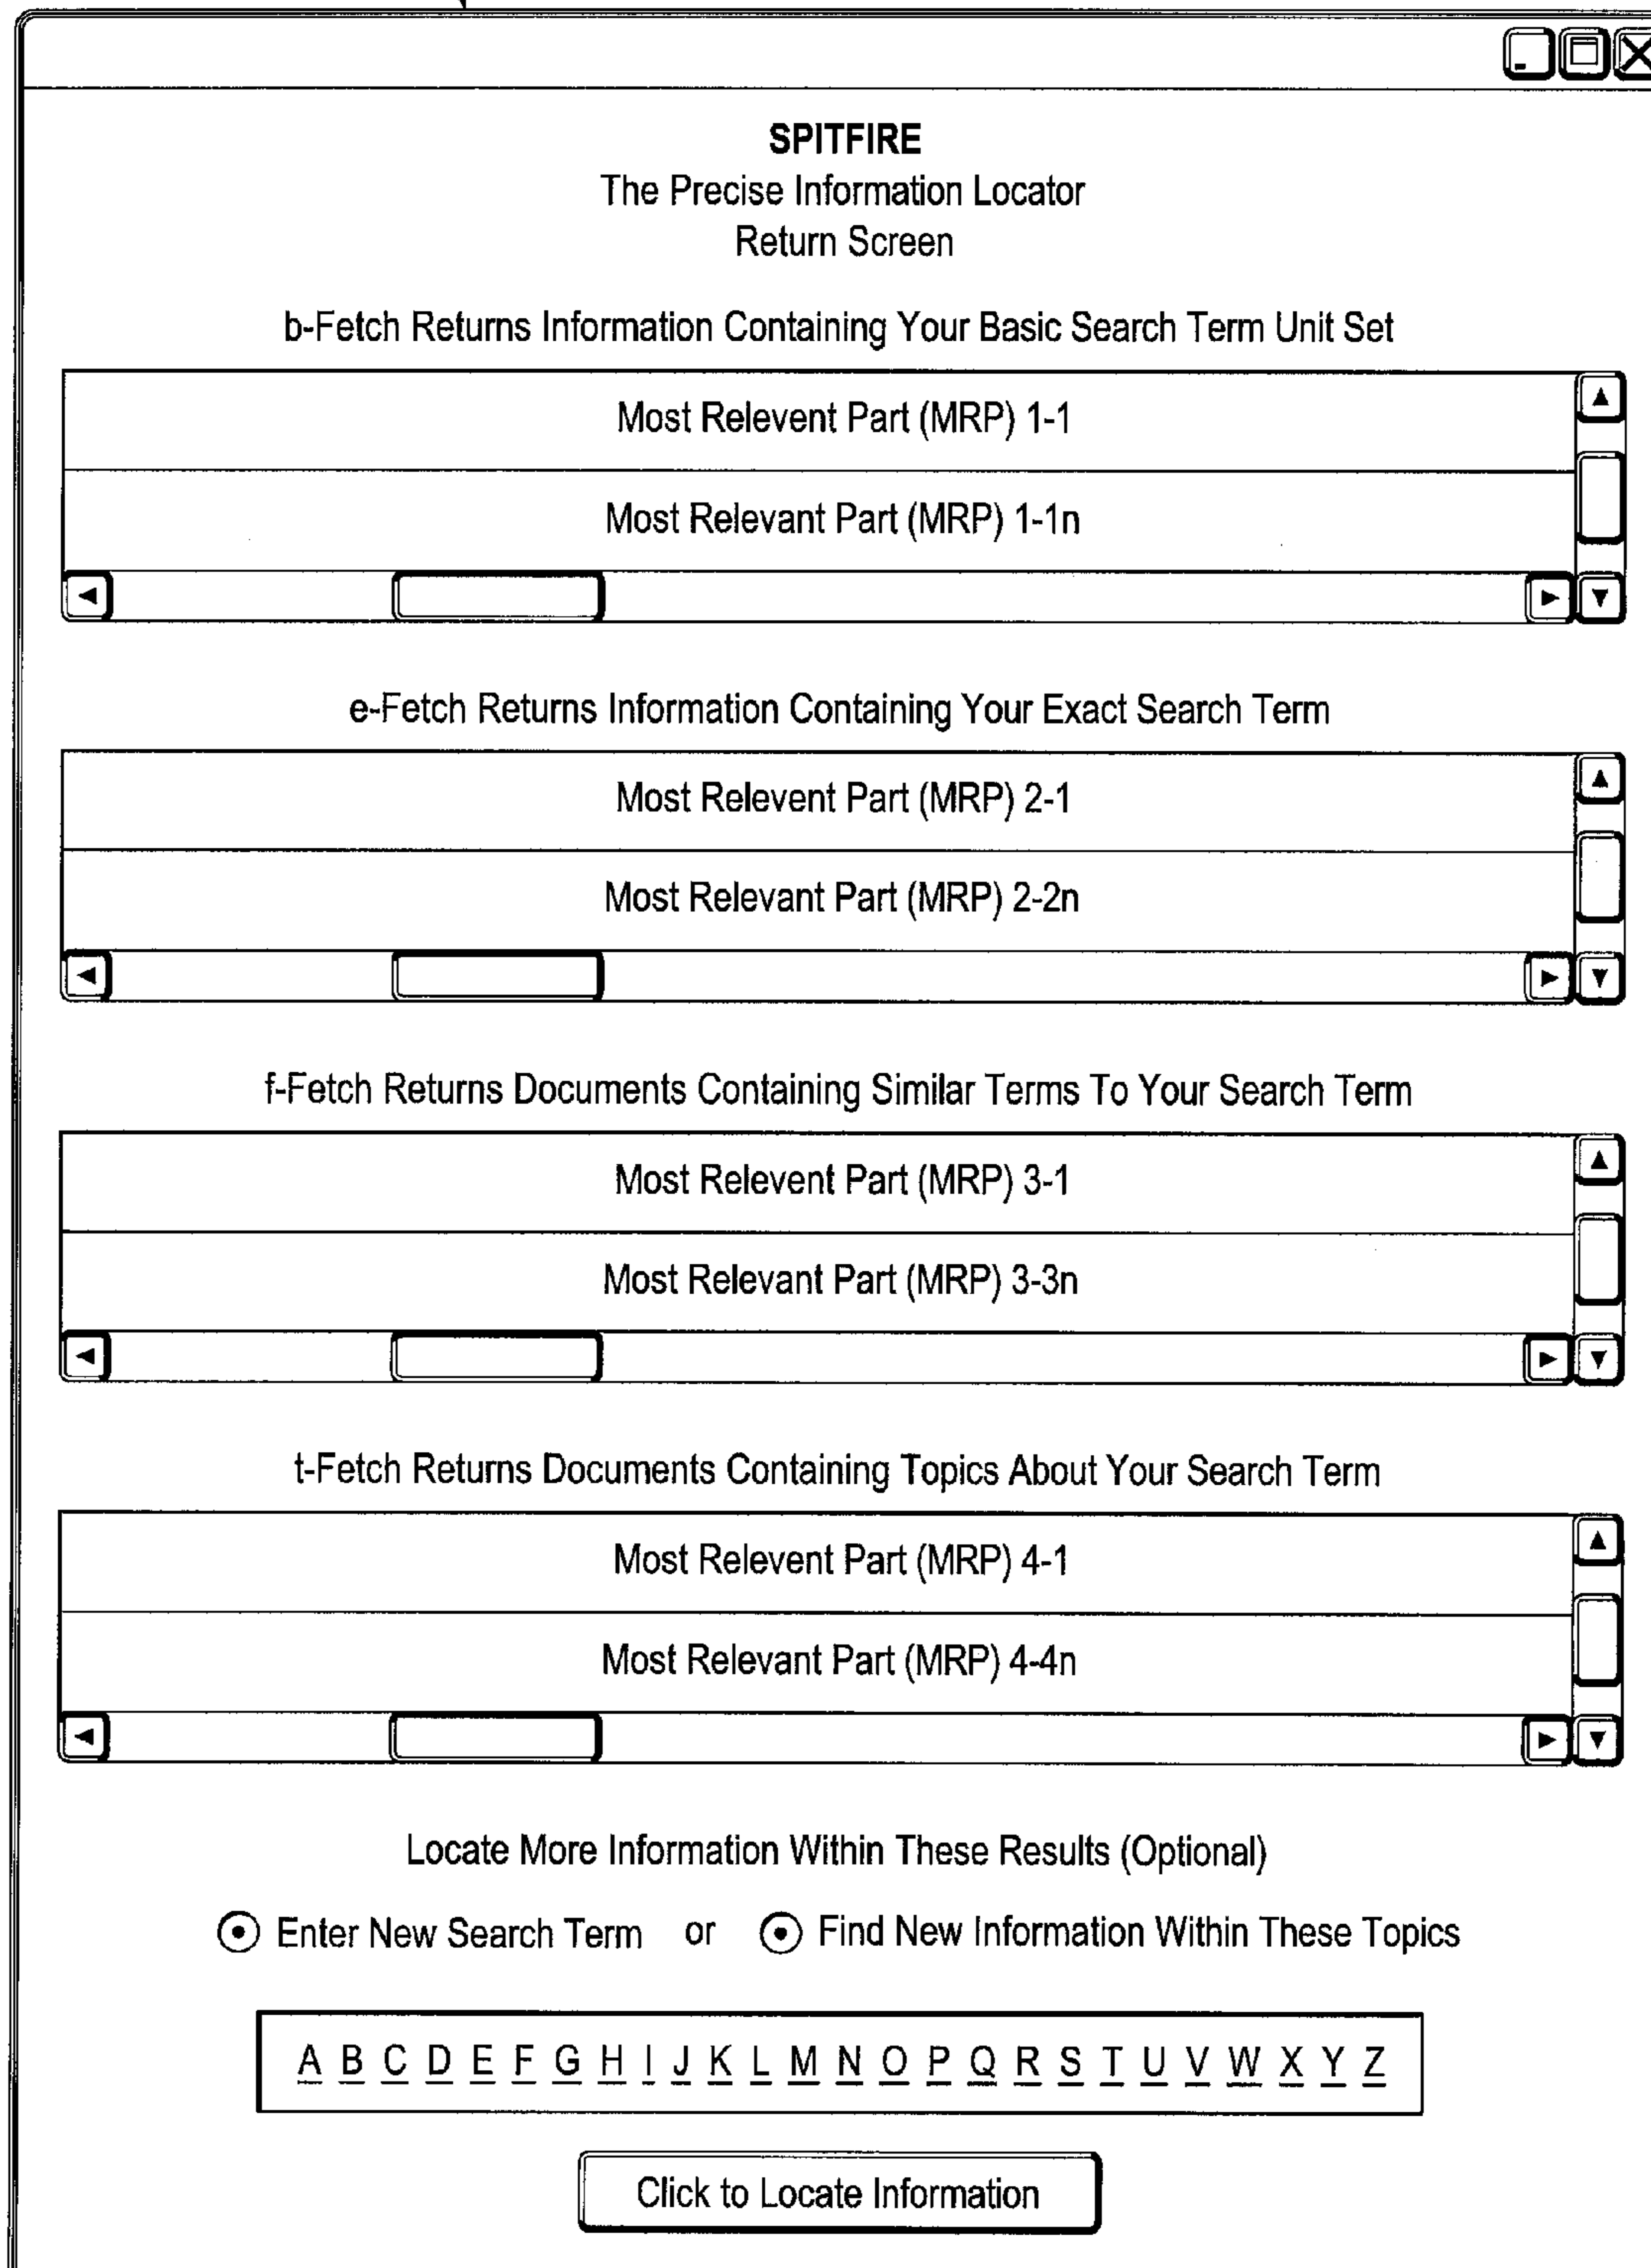 SPITFIRE
The Precise Information Locator
Return Screen
b-Fetch Returns Information Containing Your Basic Search Term Unit Set
Most Relevent Part (MRP) 1-1
Most Relevant Part (MRP) 1-1n
e-Fetch Returns Information Containing Your Exact Search Term
Most Relevent Part (MRP) 2-1
Most Relevant Part (MRP) 2-2n
f-Fetch Returns Documents Containing Similar Terms To Your Search Term
Most Relevent Part (MRP) 3-1
Most Relevant Part (MRP) 3-3n
t-Fetch Returns Documents Containing Topics About Your Search Term
Most Relevent Part (MRP) 4-1
Most Relevant Part (MRP) 4-4n
Locate More Information Within These Results (Optional)
Enter New Search Term or Find New Information Within These Topics
A B C D E F G H I J K L M N O P Q R S T U V W X Y Z
Click to Locate Information